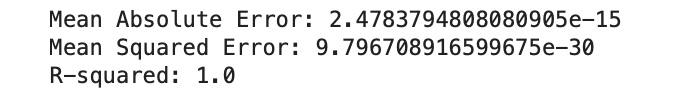 Mean Absolute Error: 2.4783794808080905e-15
Mean Squared Error: 9.796708916599675e-30
R-squared: 1.0